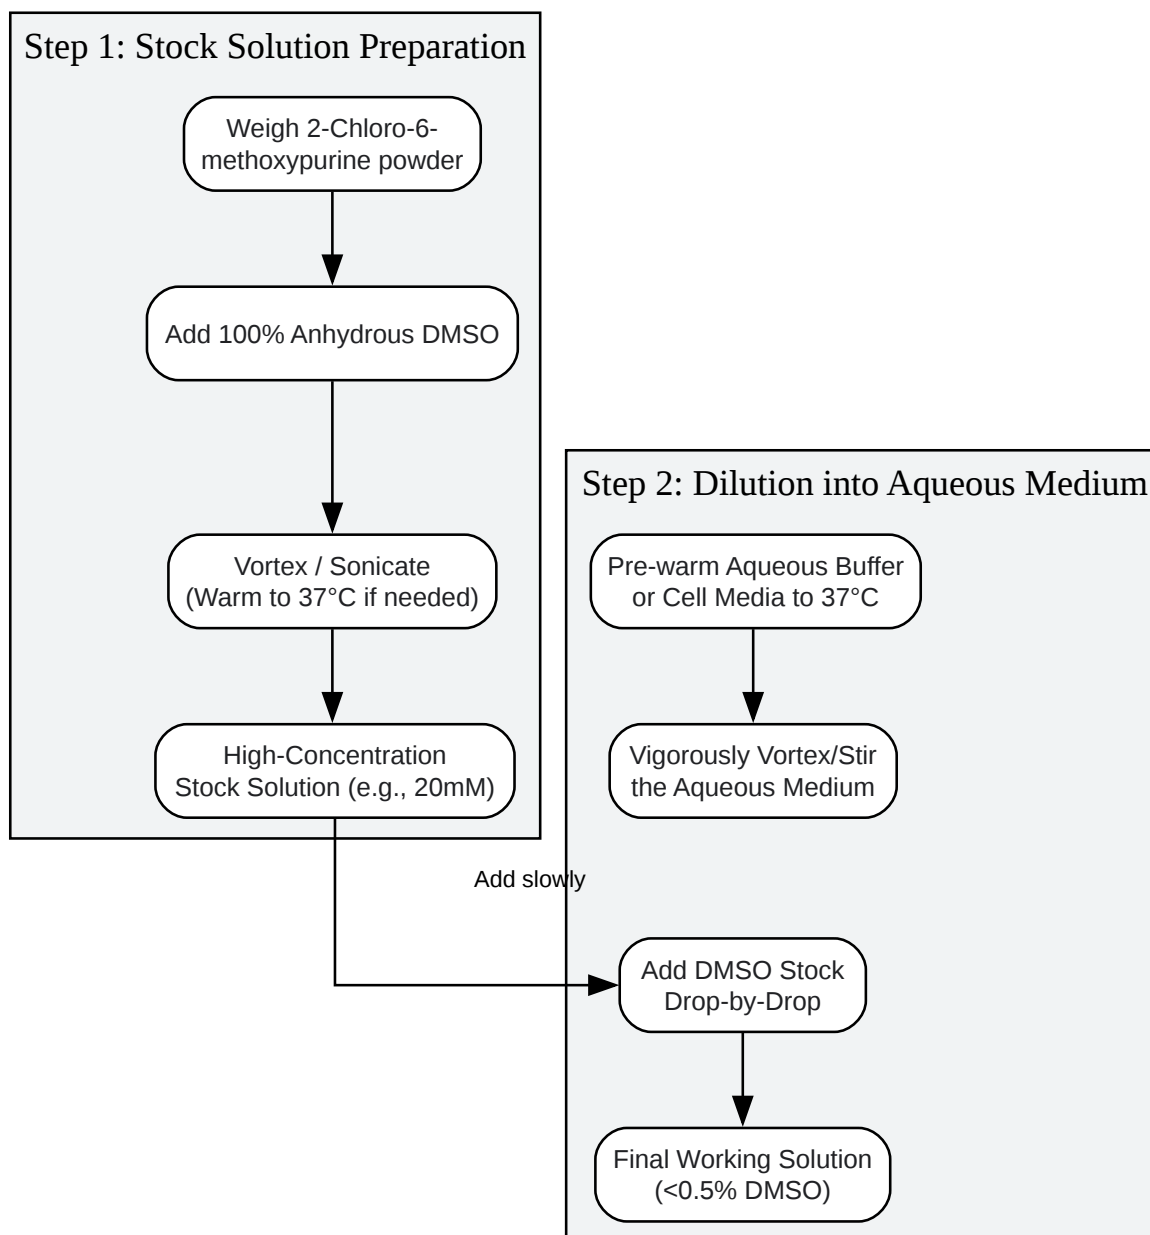 Step 1: Stock Solution Preparation
Weigh 2-Chloro-6-
methoxypurine powder
Add 100% Anhydrous DMSO
Vortex / Sonicate
(Warm to 37°C if needed)
High-Concentration
Stock Solution (e.g., 20mM)
Add slowly
Step 2: Dilution into Aqueous Medium
Pre-warm Aqueous Buffer
or Cell Media to 37°C
Vigorously Vortex/Stir
the Aqueous Medium
Add DMSO Stock
Drop-by-Drop
Final Working Solution
(<0.5% DMSO)